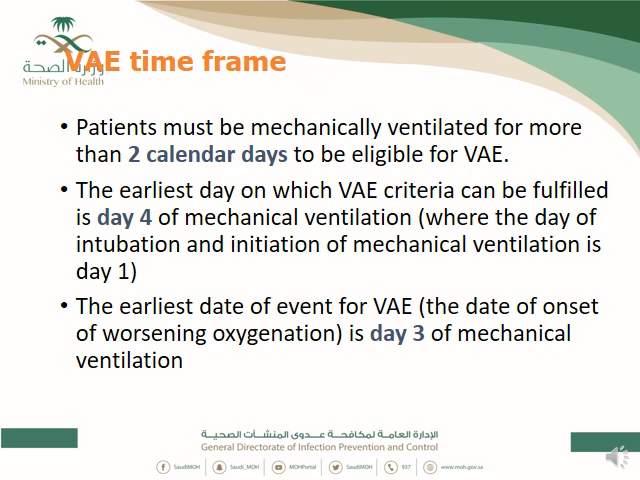 وزارة الصحة
Ministry of Health
VAE time frame
• Patients must be mechanically ventilated for more
than 2 calendar days to be eligible for VAE.
• The earliest day on which VAE criteria can be fulfilled
is day 4 of mechanical ventilation (where the day of
intubation and initiation of mechanical ventilation is
day 1)
• The earliest date of event for VAE (the date of onset
of worsening oxygenation) is day 3 of mechanical
ventilation
الإدارة العامة لمكافحة عدوى المنشآت الصحية
General Directorate of Infection Prevention and Control
SaudiMOH Saudi_MOH MOHPortal SaudiMOH 937 www.moh.gov.sa